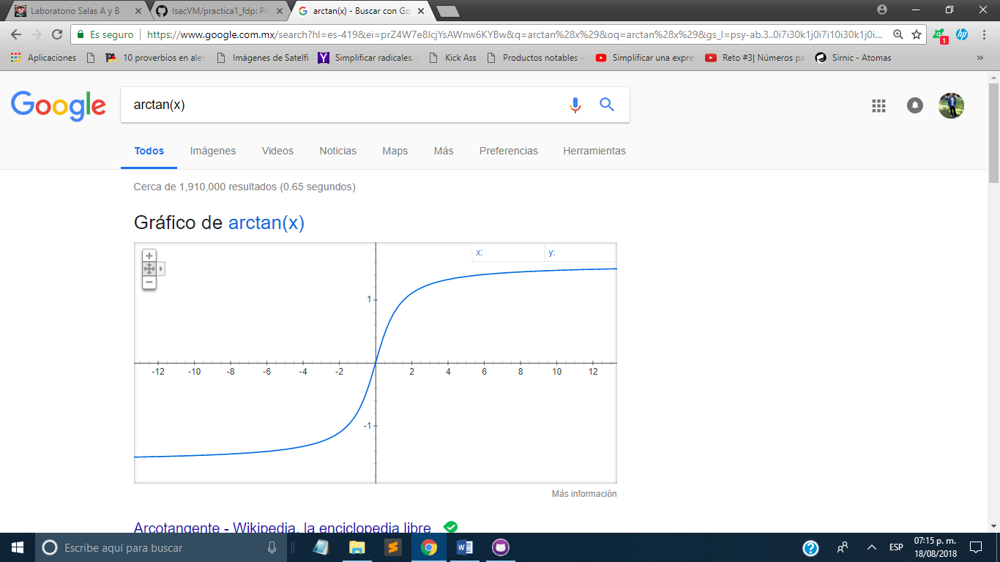 Laboratorio Salas A y B
IsacVM/practica1_fdp: Pr
arctan(x) - Buscar con Go
Es seguro
https://www.google.com.mx/search?hl=es-419&ei=prZ4W7e8IcjYsAWnw6KYBw&q=arctan%28x%29&oq=arctan%28x%29&gs_l=psy-ab.3..0i7i30k1j0i7i10i30k1j0i...
1
Aplicaciones
10 proverbios en alem
Imágenes de Satelfi
Simplificar radicales.
Kick Ass
Productos notables -
Simplificar una expre
Reto #3| Números pa
Sirnic - Atomas
»
Google
arctan(x)
Todos Imágenes Videos Noticias Maps Más Preferencias Herramientas
Cerca de 1,910,000 resultados (0.65 segundos)
Gráfico de arctan(x)
x: y:
1
-12 -10 -8 -6 -4 -2 2 4 6 8 10 12
-1
Más información
Arcotangente - Wikipedia, la enciclopedia libre
Escribe aquí para buscar
ESP
07:15 p. m.
18/08/2018